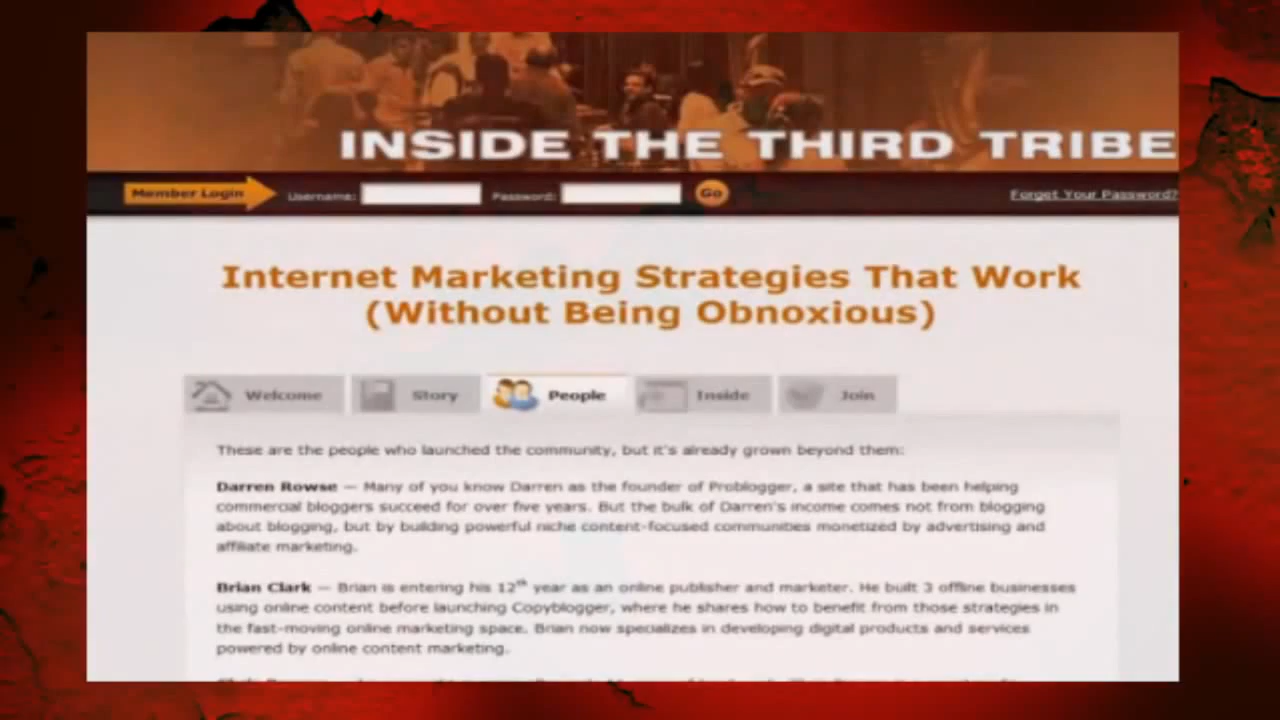 INSIDE THE THIRD TRIBE
Member Login Username: Password: Go Forget Your Password?
Internet Marketing Strategies That Work
(Without Being Obnoxious)
Welcome Story People Inside Join
These are the people who launched the community, but it's already grown beyond them:
Darren Rowse — Many of you know Darren as the founder of Problogger, a site that has been helping
commercial bloggers succeed for over five years. But the bulk of Darren's income comes not from blogging
about blogging, but by building powerful niche content-focused communities monetized by advertising and
affiliate marketing.
Brian Clark — Brian is entering his 12th year as an online publisher and marketer. He built 3 offline businesses
using online content before launching Copyblogger, where he shares how to benefit from those strategies in
the fast-moving online marketing space. Brian now specializes in developing digital products and services
powered by online content marketing.